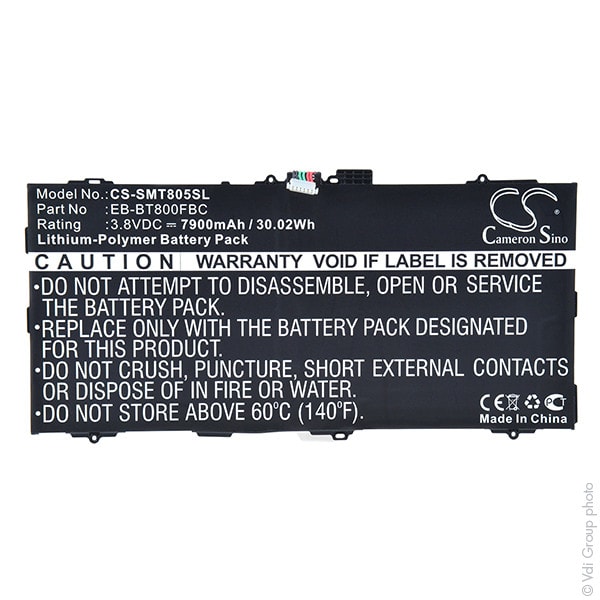 Model No.:CS-SMT805SL
Part No :EB-BT800FBC
Rating :3.8VDC⎓ 7900mAh / 30.02Wh
Lithium-Polymer Battery Pack
CS
Cameron Sino
CAUTION WARRANTY VOID IF LABEL IS REMOVED
•DO NOT ATTEMPT TO DISASSEMBLE, OPEN OR SERVICE
THE BATTERY PACK.
•REPLACE ONLY WITH THE BATTERY PACK DESIGNATED
FOR THIS PRODUCT.
•DO NOT CRUSH, PUNCTURE, SHORT EXTERNAL CONTACTS
OR DISPOSE OF IN FIRE OR WATER.
•DO NOT STORE ABOVE 60°C (140°F).
CE PCT
Made In China
© Vdi Group photo